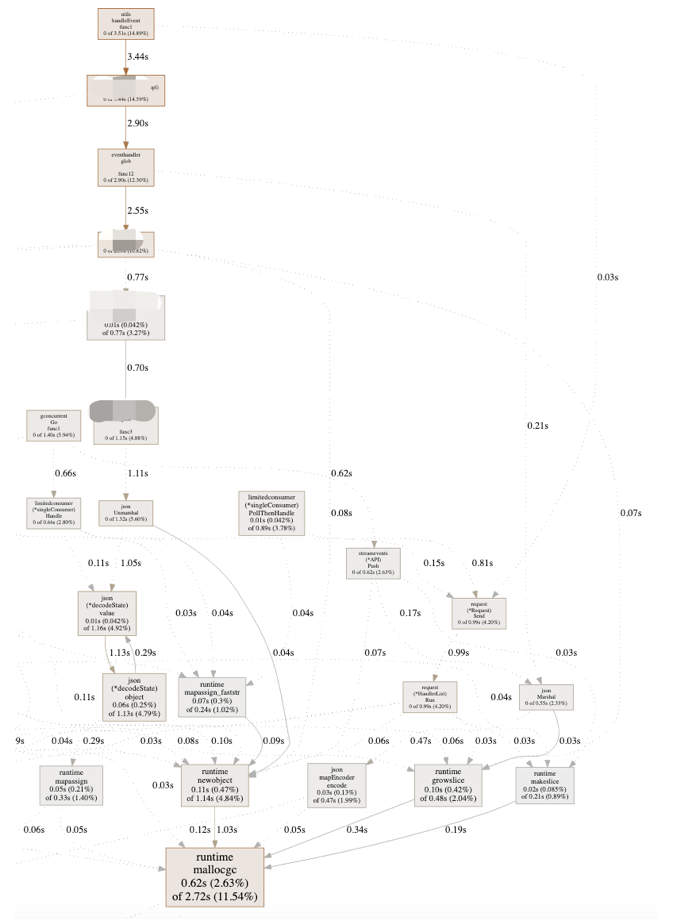 utils
handleEvent
func1
0 of 3.51s (14.89%)
3.44s
2.90s
eventhandler
glob
func12
0 of 2.90s (12.30%)
2.55s
0.77s
0.03s
0.01s (0.042%)
of 0.77s (3.27%)
0.70s
gconcurrent
Go
func1
0 of 1.40s (5.94%)
func3
0 of 1.15s (4.88%)
0.21s
0.66s
1.11s
0.62s
limitedconsumer
(*singleConsumer)
Handle
0 of 0.66s (2.80%)
json
Unmarshal
0 of 1.32s (5.60%)
limitedconsumer
(*singleConsumer)
PollThenHandle
0.01s (0.042%)
of 0.89s (3.78%)
0.08s
0.07s
streamevents
(*API)
Push
0 of 0.62s (2.63%)
0.11s
1.05s
0.15s
0.81s
json
(*decodeState)
value
0.01s (0.042%)
of 1.16s (4.92%)
0.03s
0.04s
0.04s
0.17s
request
(*Request)
Send
0 of 0.99s (4.20%)
1.13s
0.29s
0.04s
0.07s
0.99s
0.03s
json
(*decodeState)
object
0.06s (0.25%)
of 1.13s (4.79%)
0.11s
runtime
mapassign_faststr
0.07s (0.3%)
of 0.24s (1.02%)
request
(*HandlerList)
Run
0 of 0.99s (4.20%)
0.04s
json
Marshal
0 of 0.55s (2.33%)
9s
0.04s
0.29s
0.03s
0.08s
0.10s
0.09s
0.06s
0.47s
0.06s
0.03s
0.03s
0.03s
runtime
mapassign
0.05s (0.21%)
of 0.33s (1.40%)
0.03s
runtime
newobject
0.11s (0.47%)
of 1.14s (4.84%)
json
mapEncoder
encode
0.03s (0.13%)
of 0.47s (1.99%)
runtime
growslice
0.10s (0.42%)
of 0.48s (2.04%)
runtime
makeslice
0.02s (0.085%)
of 0.21s (0.89%)
0.06s
0.05s
0.12s
1.03s
0.05s
0.34s
0.19s
runtime
mallocgc
0.62s (2.63%)
of 2.72s (11.54%)